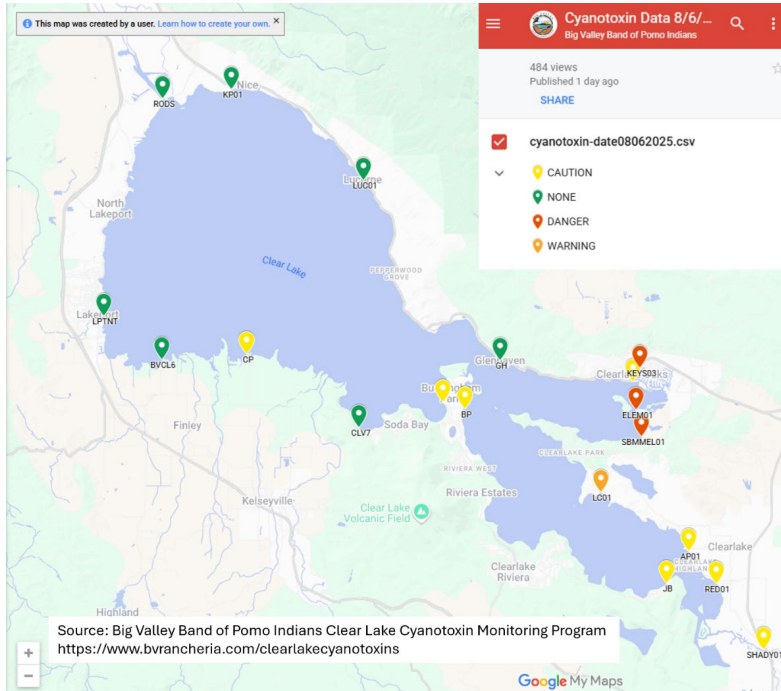 This map was created by a user. Learn how to create your own.
Cyanotoxin Data 8/6/...
Big Valley Band of Pomo Indians
484 views
Published 1 day ago
SHARE
cyanotoxin-date08062025.csv
CAUTION
NONE
DANGER
WARNING
Nice
KP01
RODS
Lucerne
LUC01
North
Lakeport
Clear Lake
PEPPERWOOD
GROVE
Lakeport
LPTNT
BVCL6
CP
Glenhaven
GH
KEYS03
ELEM01
SBMMEL01
BP
CLV7
Soda Bay
Finley
CLEARLAKE PARK
RIVIERA WEST
Riviera Estates
LC01
Kelseyville
Clear Lake
Volcanic Field
AP01
Clearlake
CLEARLAKE
HIGHLANDS
Clearlake
Riviera
JB
RED01
Highland
SHADY01
Source: Big Valley Band of Pomo Indians Clear Lake Cyanotoxin Monitoring Program
https://www.bvrancheria.com/clearlakecyanotoxins
Google My Maps